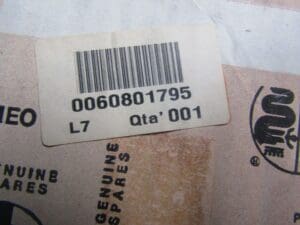 0060801795
L7 Qta' 001
MEO
GENUINE
SPARES
GENUINE
SPARES
®